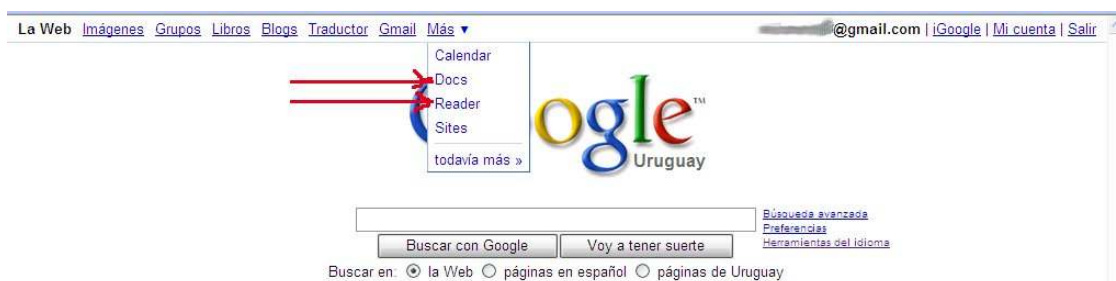 La Web Imágenes Grupos Libros Blogs Traductor Gmail Más ▼ @gmail.com | iGoogle | Mi cuenta | Salir
Calendar
Docs
Reader
Sites
todavía más »
Google™
Uruguay
Búsqueda avanzada
Preferencias
Herramientas del idioma
Buscar con Google Voy a tener suerte
Buscar en: la Web páginas en español páginas de Uruguay